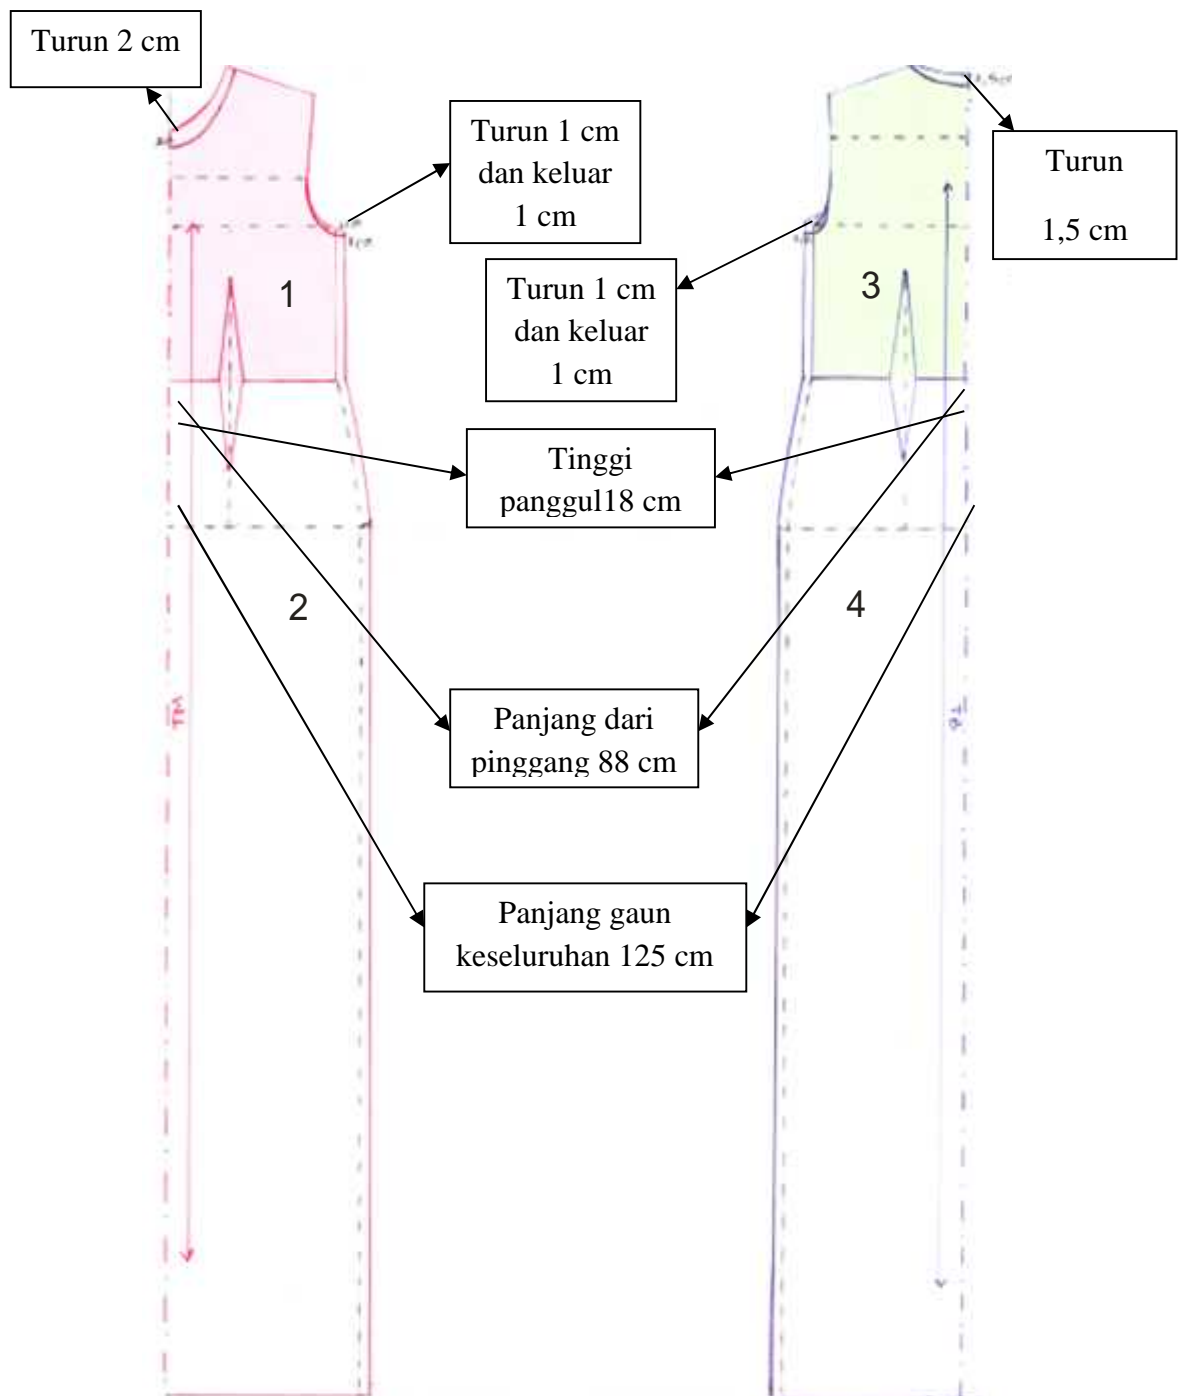 Turun 2 cm
Turun 1 cm
dan keluar
1 cm
Turun
1,5 cm
Turun 1 cm
dan keluar
1 cm
1
3
Tinggi
panggul18 cm
2
4
TM
TB
Panjang dari
pinggang 88 cm
Panjang gaun
keseluruhan 125 cm